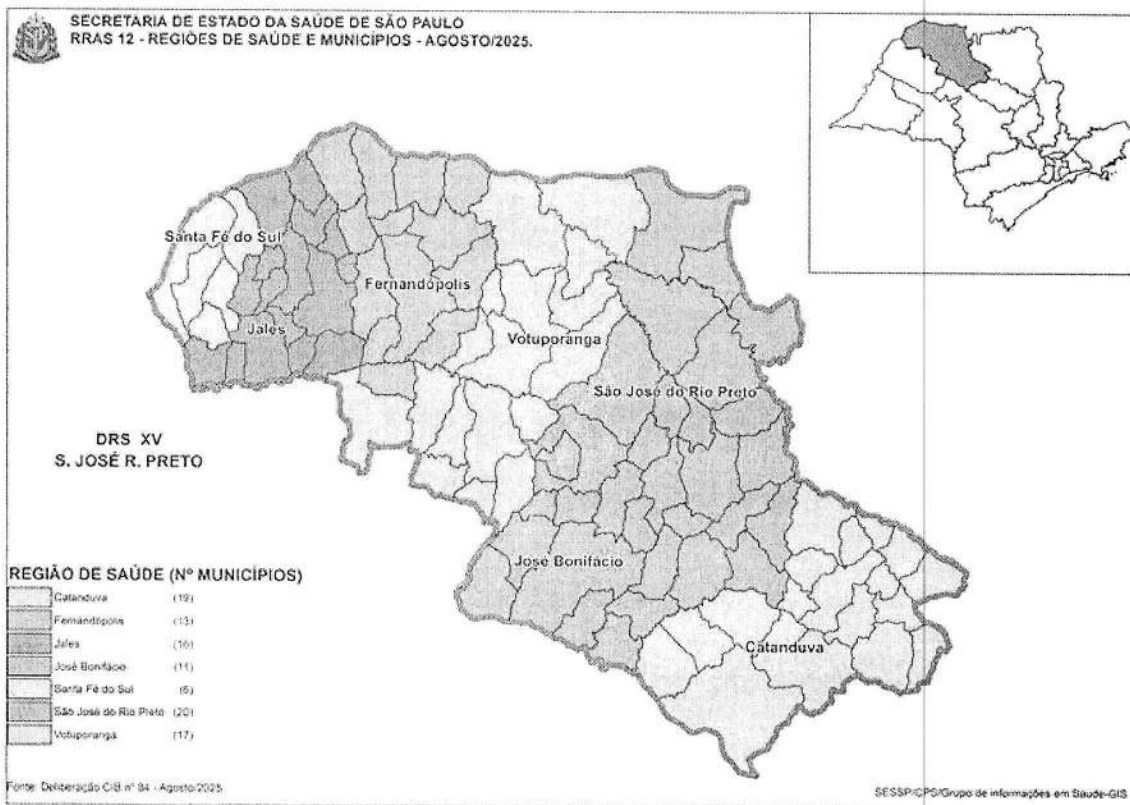 SECRETARIA DE ESTADO DA SAÚDE DE SÃO PAULO
RRAS 12 - REGIÕES DE SAÚDE E MUNICÍPIOS - AGOSTO/2025.
Santa Fé do Sul
Fernandópolis
Jales
Votuporanga
São José do Rio Preto
DRS XV
S. JOSÉ R. PRETO
José Bonifácio
Catanduva
REGIÃO DE SAÚDE (Nº MUNICÍPIOS)
Catanduva (19)
Fernandópolis (13)
Jales (16)
José Bonifácio (11)
Santa Fé do Sul (6)
São José do Rio Preto (20)
Votuporanga (17)
Fonte: Deliberação CIB nº 84 - Agosto/2025.
SESSP/CPS/Grupo de informações em Saúde-GIS